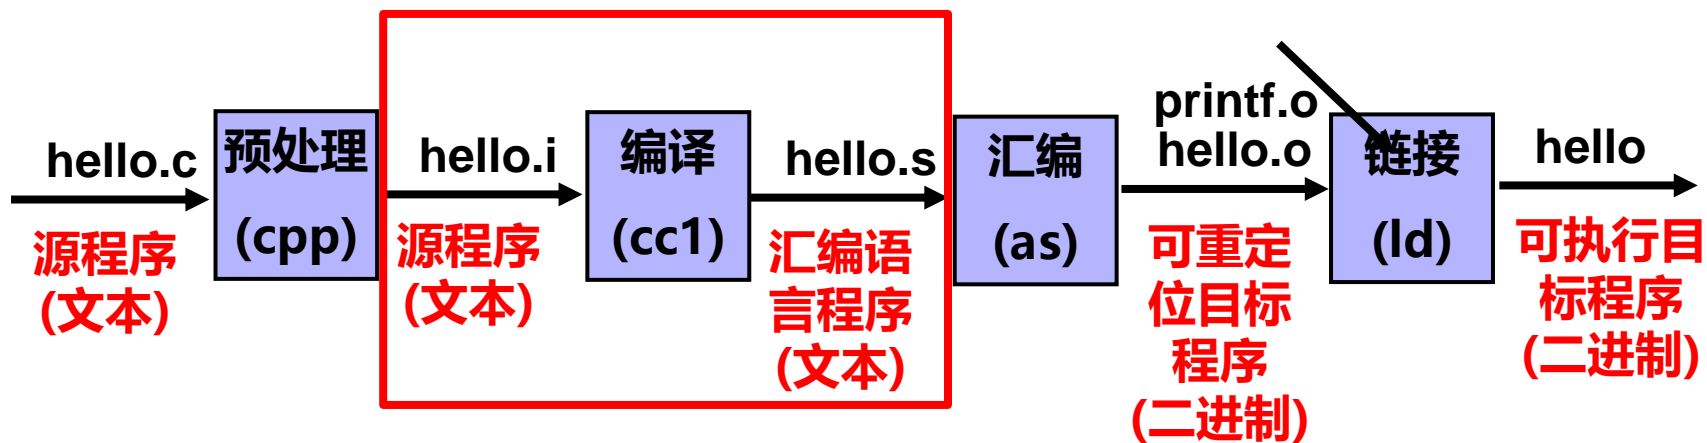 hello.c
源程序
(文本)
预处理
(cpp)
hello.i
源程序
(文本)
编译
(cc1)
hello.s
汇编语
言程序
(文本)
汇编
(as)
printf.o
hello.o
可重定
位目标
程序
(二进制)
链接
(ld)
hello
可执行目
标程序
(二进制)